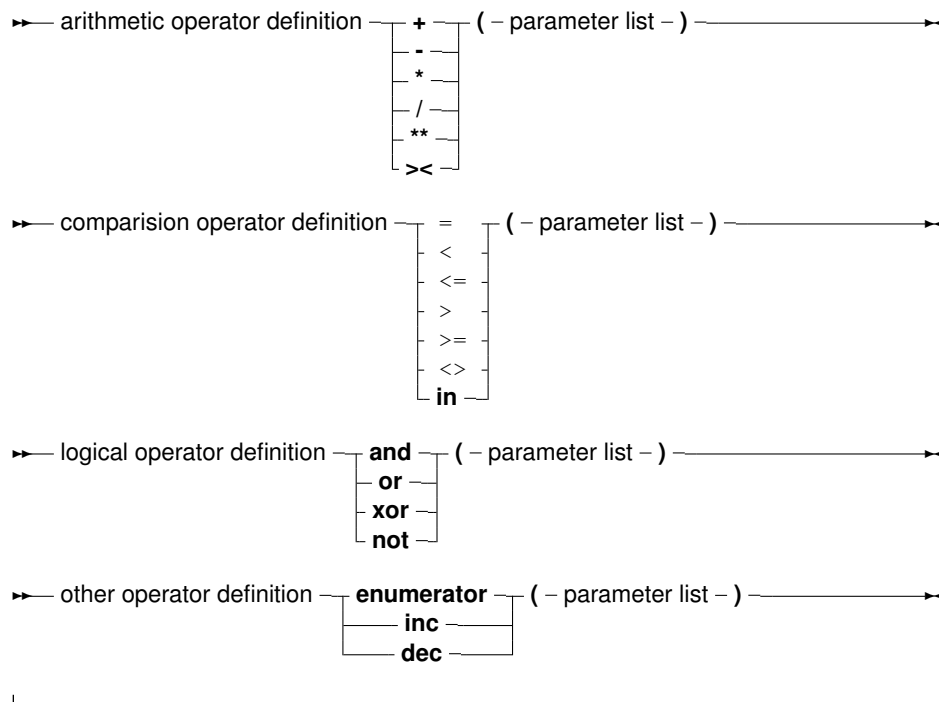 arithmetic operator definition + ( parameter list )
-
*
/
**
><
comparision operator definition = ( parameter list )
<
<=
>
>=
<>
in
logical operator definition and ( parameter list )
or
xor
not
other operator definition enumerator ( parameter list )
inc
dec